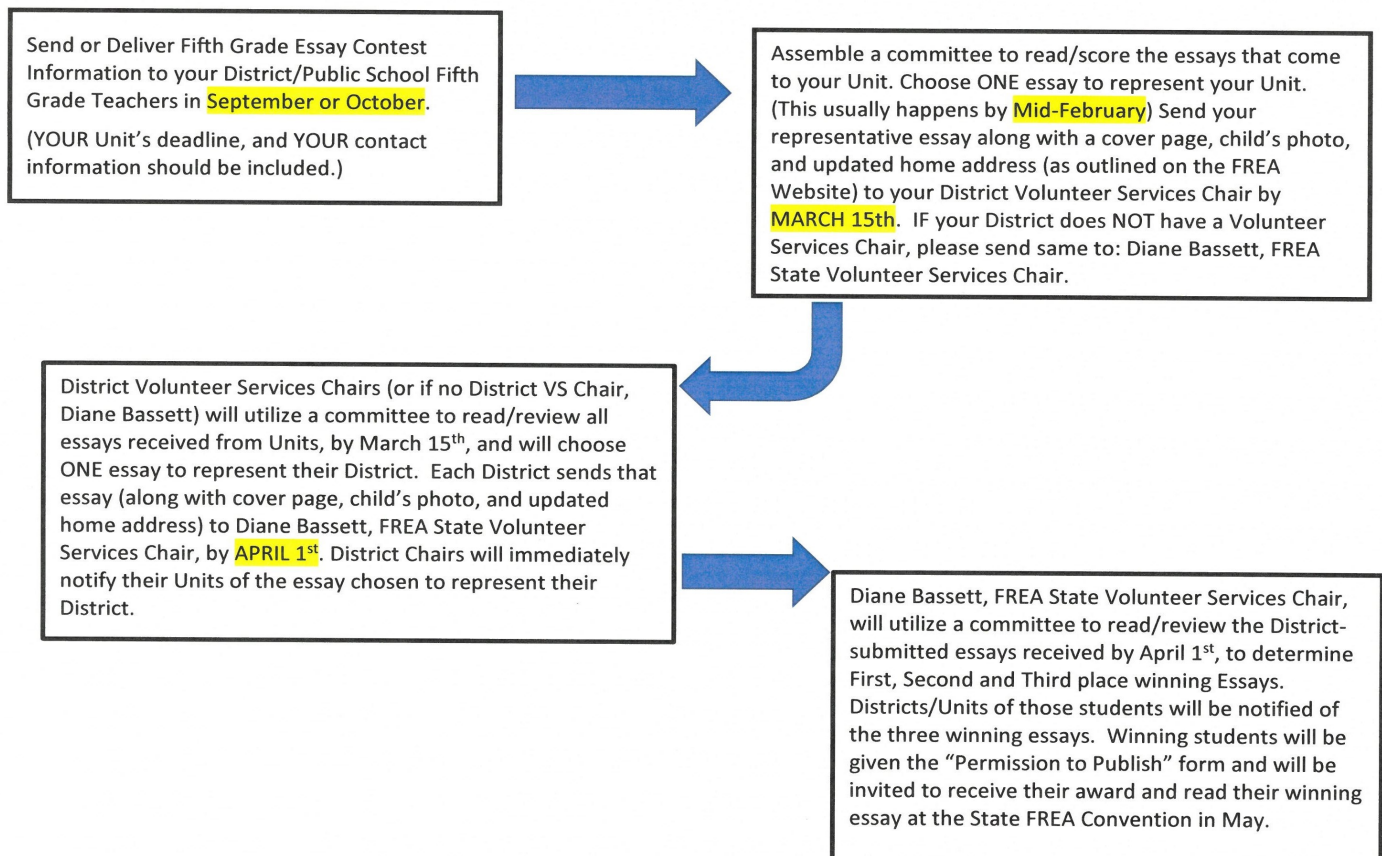 Send or Deliver Fifth Grade Essay Contest
Information to your District/Public School Fifth
Grade Teachers in September or October.
(YOUR Unit's deadline, and YOUR contact
information should be included.)
Assemble a committee to read/score the essays that come
to your Unit. Choose ONE essay to represent your Unit.
(This usually happens by Mid-February) Send your
representative essay along with a cover page, child's photo,
and updated home address (as outlined on the FREA
Website) to your District Volunteer Services Chair by
MARCH 15th. IF your District does NOT have a Volunteer
Services Chair, please send same to: Diane Bassett, FREA
State Volunteer Services Chair.
District Volunteer Services Chairs (or if no District VS Chair,
Diane Bassett) will utilize a committee to read/review all
essays received from Units, by March 15th, and will choose
ONE essay to represent their District. Each District sends that
essay (along with cover page, child's photo, and updated
home address) to Diane Bassett, FREA State Volunteer
Services Chair, by APRIL 1st. District Chairs will immediately
notify their Units of the essay chosen to represent their
District.
Diane Bassett, FREA State Volunteer Services Chair,
will utilize a committee to read/review the District-
submitted essays received by April 1st, to determine
First, Second and Third place winning Essays.
Districts/Units of those students will be notified of
the three winning essays. Winning students will be
given the "Permission to Publish" form and will be
invited to receive their award and read their winning
essay at the State FREA Convention in May.